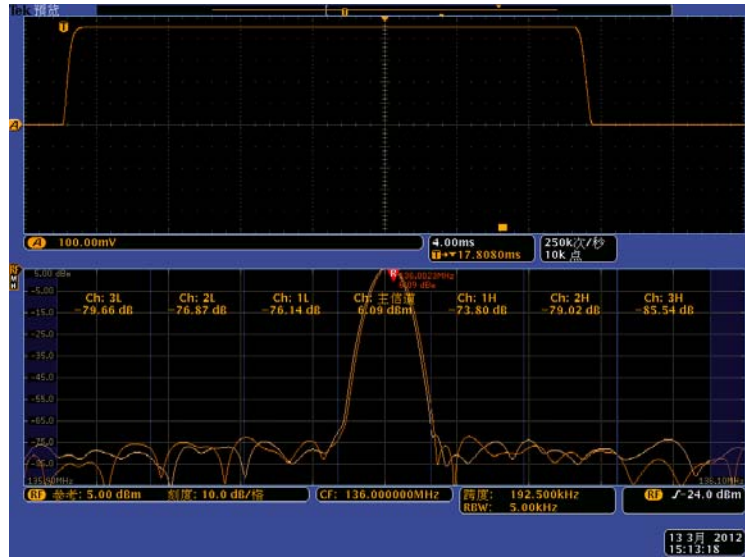 Tek 预览
T
A
A 100.00mV
4.00ms
T→▼17.8080ms
250k次/秒
10k 点
RF
M
H
5.00 dBm
R
136.0023MHz
6.09 dBm
-5.00
Ch: 3L
-79.66 dB
Ch: 2L
-76.87 dB
Ch: 1L
-76.14 dB
Ch: 主信道
6.09 dBm
Ch: 1H
-73.80 dB
Ch: 2H
-79.02 dB
Ch: 3H
-85.54 dB
-15.0
-25.0
-35.0
-45.0
-55.0
-65.0
-75.0
-85.0
135.90MHz
136.10MHz
RF 参考: 5.00 dBm 刻度: 10.0 dB/格
CF: 136.000000MHz
跨度: 192.500kHz
RBW: 5.00kHz
RF -24.0 dBm
13 3月 2012
15:13:18